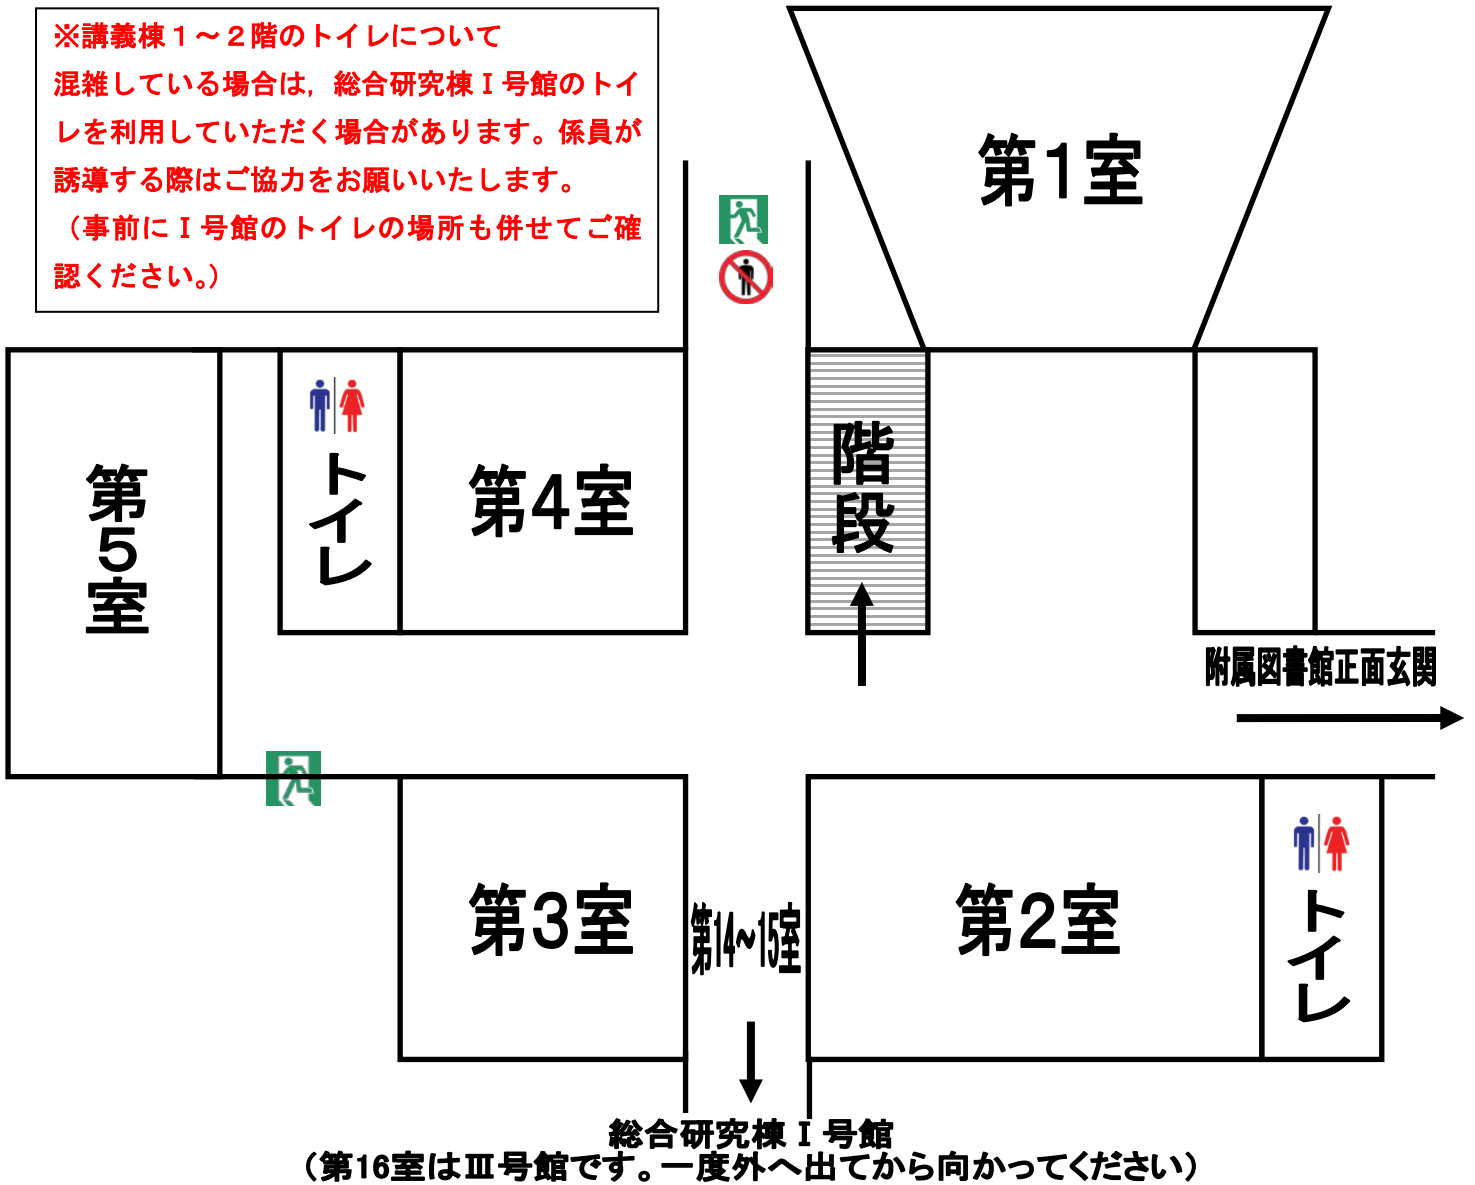 ※講義棟１～２階のトイレについて
混雑している場合は，総合研究棟Ⅰ号館のトイ
レを利用していただく場合があります。係員が
誘導する際はご協力をお願いいたします。
（事前にⅠ号館のトイレの場所も併せてご確
認ください。）
第1室
第５室
トイレ
第4室
階段
附属図書館正面玄関
第3室
第14～15室
第2室
トイレ
総合研究棟Ⅰ号館
（第16室はⅢ号館です。一度外へ出てから向かってください）